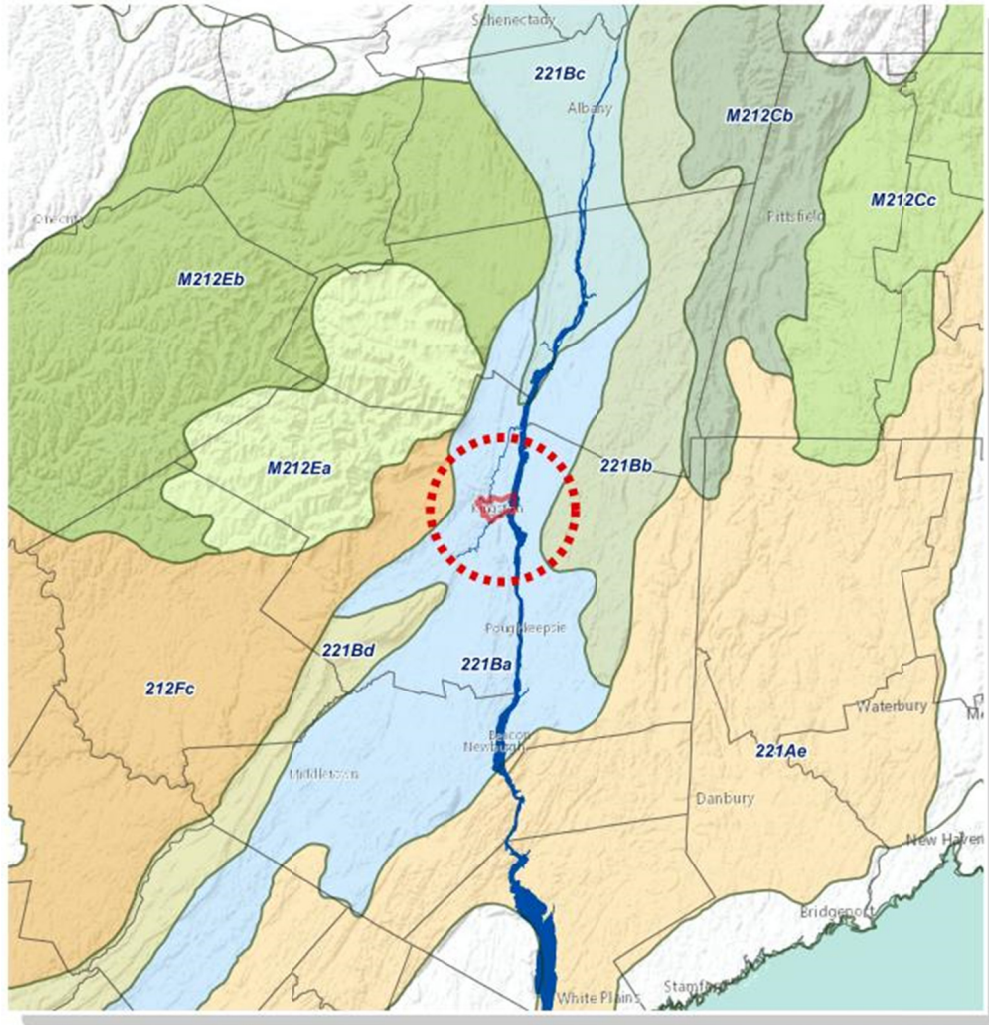 Schenectady
221Bc
Albany
M212Cb
M212Cc
Pittsfield
Oneonta
M212Eb
M212Ea
221Bb
Kingston
Poughkeepsie
221Bd
221Ba
212Fc
Waterbury
Beacon
Newburgh
221Ae
Middletown
Danbury
New Haven
Bridgeport
Stamford
White Plains